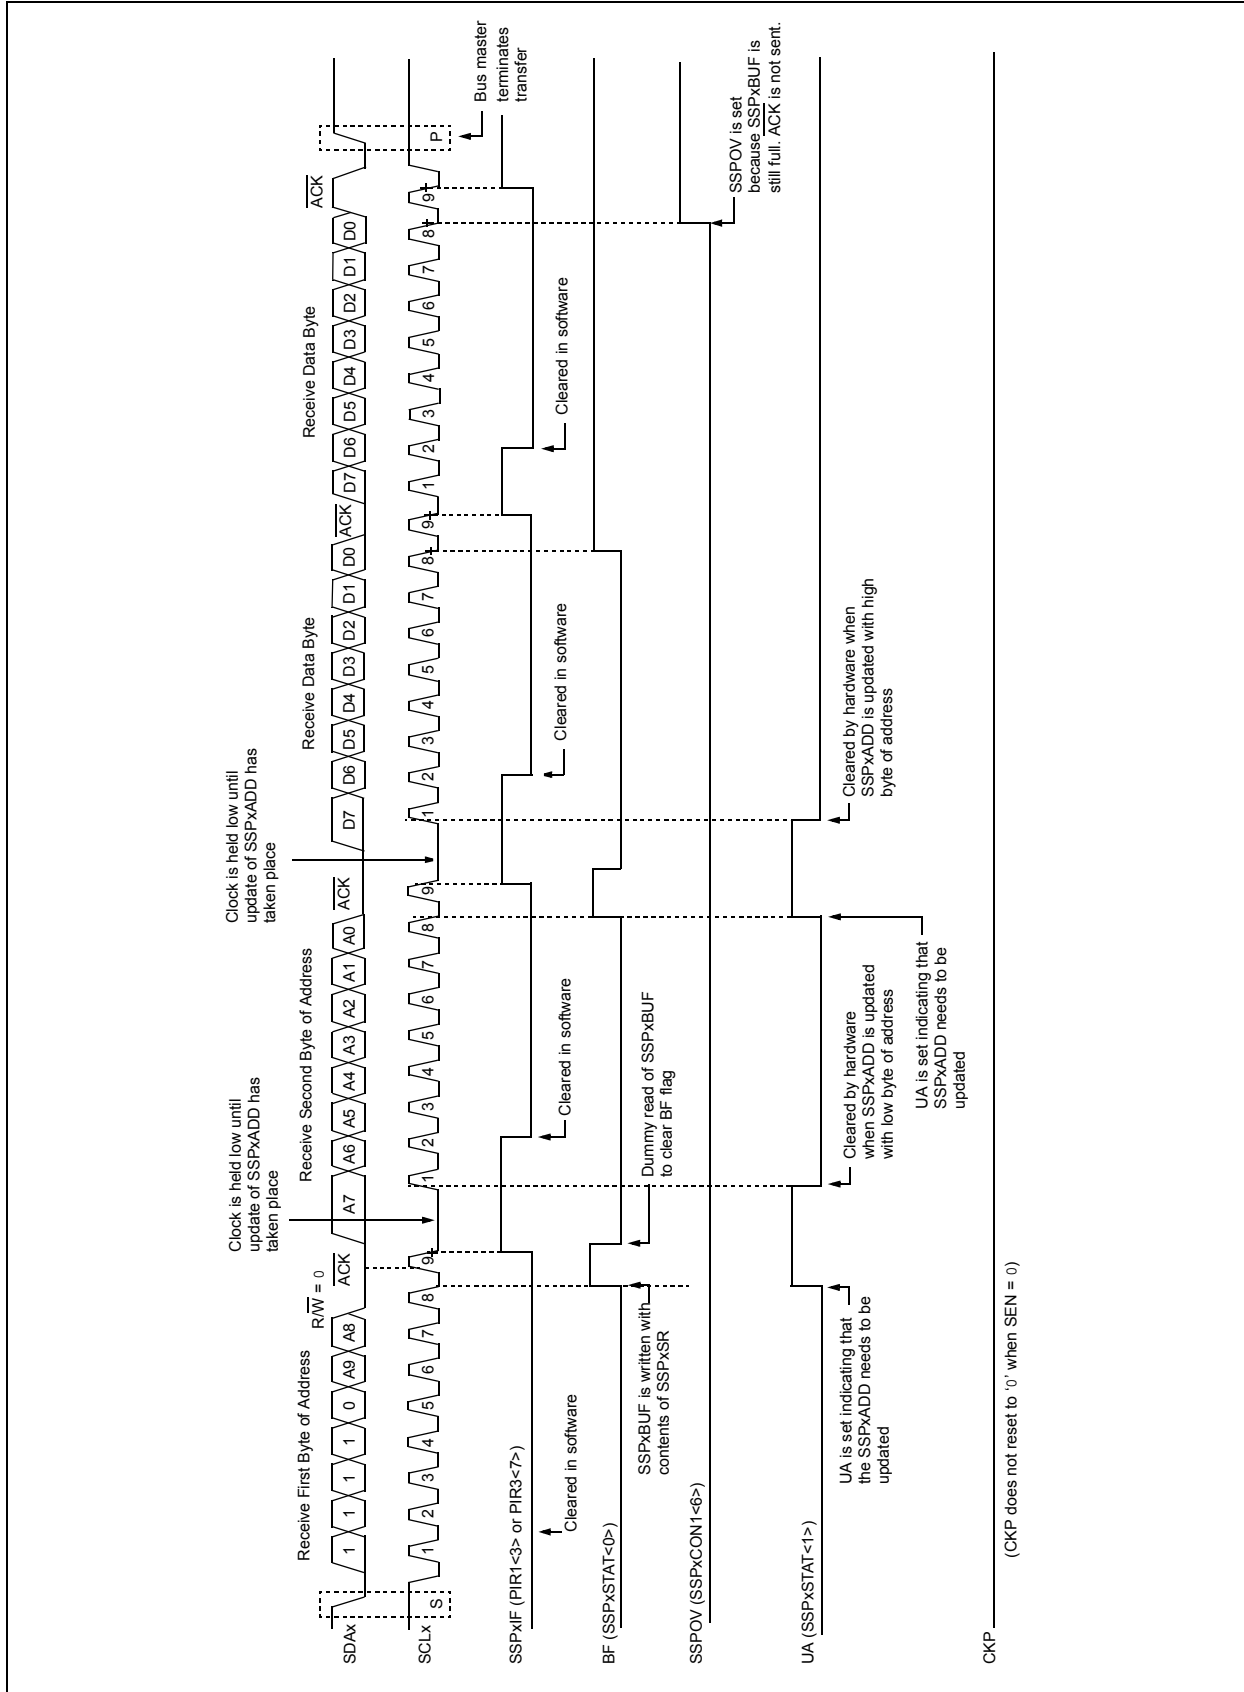 Receive First Byte of Address
R/W = 0
ACK
Clock is held low until
update of SSPxADD has
taken place
Receive Second Byte of Address
ACK
Clock is held low until
update of SSPxADD has
taken place
Receive Data Byte
ACK
Receive Data Byte
ACK
SDAx
1 1 1 1 0 A9 A8 A7 A6 A5 A4 A3 A2 A1 A0 D7 D6 D5 D4 D3 D2 D1 D0 D7 D6 D5 D4 D3 D2 D1 D0
SCLx
S 1 2 3 4 5 6 7 8 9 1 2 3 4 5 6 7 8 9 1 2 3 4 5 6 7 8 9 1 2 3 4 5 6 7 8 9 P
Bus master
terminates
transfer
SSPxIF (PIR1<3> or PIR3<7>)
Cleared in software
Cleared in software
Cleared in software
Cleared in software
BF (SSPxSTAT<0>)
SSPxBUF is written with
contents of SSPxSR
Dummy read of SSPxBUF
to clear BF flag
SSPOV (SSPxCON1<6>)
SSPOV is set
because SSPxBUF is
still full. ACK is not sent.
UA (SSPxSTAT<1>)
UA is set indicating that
the SSPxADD needs to be
updated
Cleared by hardware
when SSPxADD is updated
with low byte of address
UA is set indicating that
SSPxADD needs to be
updated
Cleared by hardware when
SSPxADD is updated with high
byte of address
CKP
(CKP does not reset to ‘0’ when SEN = 0)